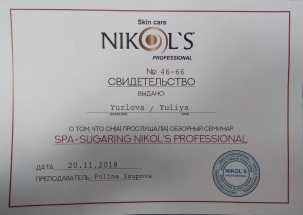 Skin care
NIKOL'S
PROFESSIONAL
№: 46-66
СВИДЕТЕЛЬСТВО
ВЫДАНО:
Yurlova / Yuliya
О ТОМ, ЧТО ОН(А) ПРОСЛУШАЛ(А) ОБЗОРНЫЙ СЕМИНАР
SPA-SUGARING NIKOL'S PROFESSIONAL
ДАТА 20.11.2018
ПРЕПОДАВАТЕЛЬ Polina Isupova
NIKOL'S